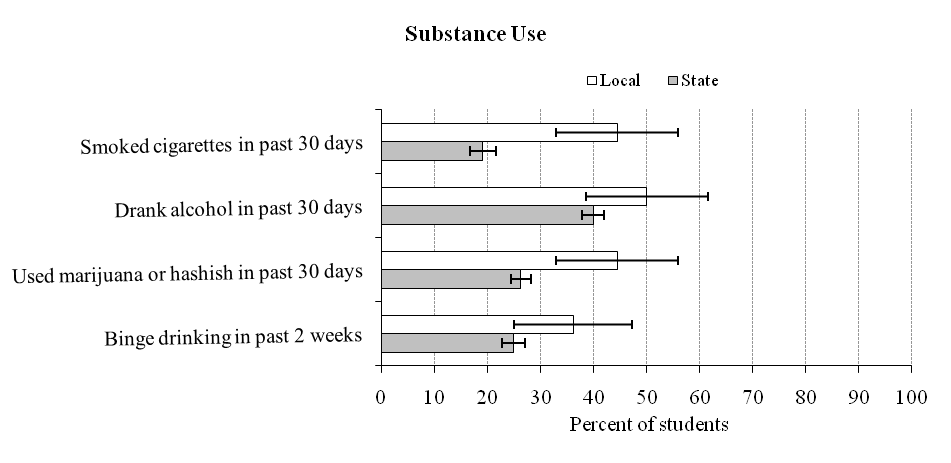 Substance Use
Local State
Smoked cigarettes in past 30 days
Drank alcohol in past 30 days
Used marijuana or hashish in past 30 days
Binge drinking in past 2 weeks
0 10 20 30 40 50 60 70 80 90 100
Percent of students